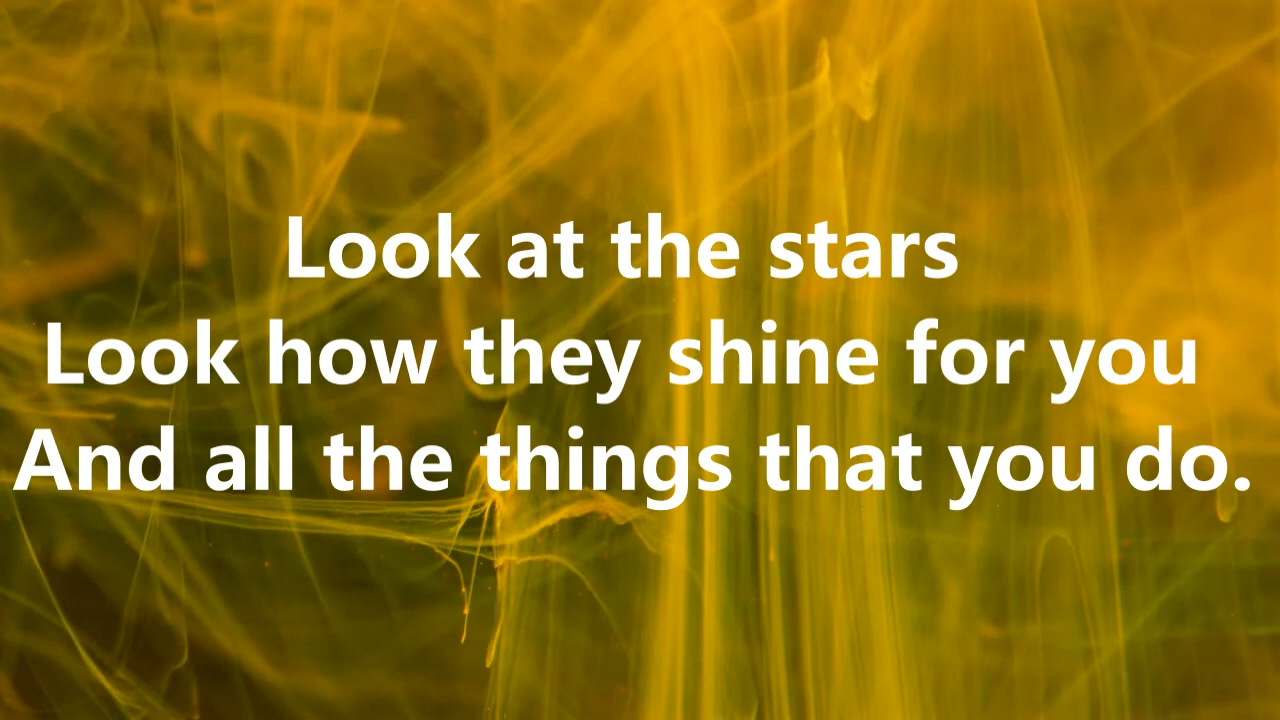 Look at the stars
Look how they shine for you
And all the things that you do.